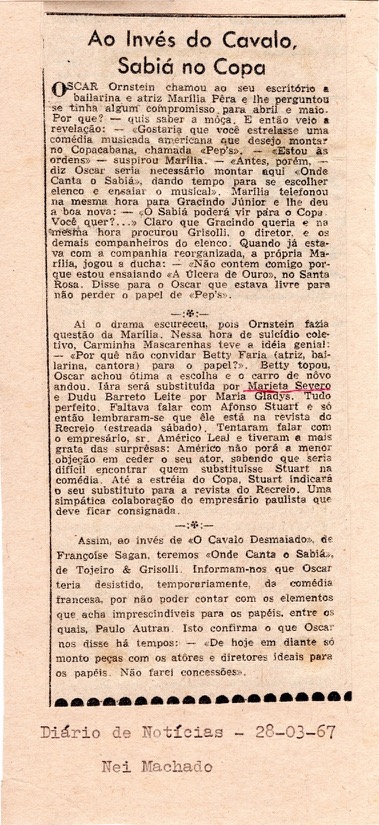 Ao Invés do Cavalo,
Sabiá no Copa
OSCAR Ornstein chamou ao seu escritório a
bailarina e atriz Marília Pêra e lhe perguntou
se tinha algum compromisso para abril e maio.
Por que? — quis saber a môça. E então veio a
revelação: — «Gostaria que você estrelasse uma
comédia musicada americana que desejo montar
no Copacabana, chamada «Pep's». — «Estou às
ordens» — suspirou Marília. — «Antes, porém, —
diz Oscar seria necessário montar aqui «Onde
Canta o Sabiá», dando tempo para se escolher
elenco e ensaiar o musical». Marília telefonou
na mesma hora para Gracindo Júnior e lhe deu
a boa nova: — «O Sabiá poderá vir para o Copa
Você quer?...» Claro que Gracindo queria e na
mesma hora procurou Grisolli, o diretor, e os
demais companheiros do elenco. Quando já esta-
va com a companhia reorganizada, a própria Ma-
rília, jogou a ducha: — «Não contem comigo por-
que estou ensaiando «A Úlcera de Ouro», no Santa
Rosa. Disse para o Oscar que estava livre para
não perder o papel de «Pep's».
—:✠:—
Aí o drama escureceu, pois Ornstein fazia
questão da Marília. Nessa hora de suicídio cole-
tivo, Carminha Mascarenhas teve a idéia genial:
— «Por quê não convidar Betty Faria (atriz, bai-
larina, cantora) para o papel?». Betty topou,
Oscar achou ótima a escolha e o carro de nôvo
andou. Iára será substituída por Marieta Severo
e Dudu Barreto Leite por Maria Gladys. Tudo
perfeito. Faltava falar com Afonso Stuart e só
então lembraram-se que êle está na revista do
Recreio (estreada sábado). Tentaram falar com
o empresário, sr. Américo Leal e tiveram a mais
grata das surprêsas: Américo não porá a menor
objeção em ceder o seu ator, sabendo que seria
difícil encontrar quem substituisse Stuart na
comédia. Até a estréia do Copa, Stuart indicará
o seu substituto para a revista do Recreio. Uma
simpática colaboração do empresário paulista que
deve ficar consignada.
—:✠:—
Assim, ao invés de «O Cavalo Desmaiado», de
Françoise Sagan, teremos «Onde Canta o Sabiá»,
de Tojeiro & Grisolli. Informam-nos que Oscar
teria desistido, temporeriamente, da comédia
francesa, por não poder contar com os elementos
que acha imprescindíveis para os papéis, entre os
quais, Paulo Autran. Isto confirma o que Oscar
nos disse há tempos: — «De hoje em diante só
monto peças com os atôres e diretores ideais para
os papéis. Não farei concessões».
Diário de Notícias - 28-03-67
Nei Machado